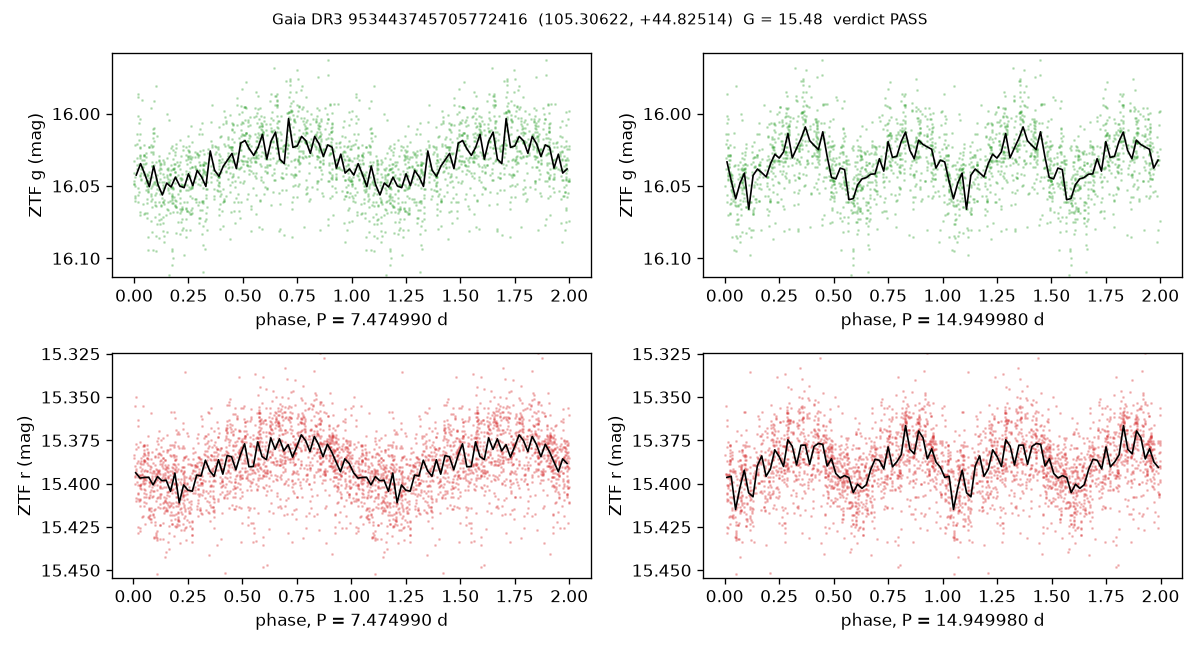 Gaia DR3 953443745705772416 (105.30622, +44.82514) G = 15.48 verdict PASS
ZTF g (mag)
16.00
16.05
16.10
0.00 0.25 0.50 0.75 1.00 1.25 1.50 1.75 2.00
phase, P = 7.474990 d
ZTF g (mag)
16.00
16.05
16.10
0.00 0.25 0.50 0.75 1.00 1.25 1.50 1.75 2.00
phase, P = 14.949980 d
ZTF r (mag)
15.325
15.350
15.375
15.400
15.425
15.450
0.00 0.25 0.50 0.75 1.00 1.25 1.50 1.75 2.00
phase, P = 7.474990 d
ZTF r (mag)
15.325
15.350
15.375
15.400
15.425
15.450
0.00 0.25 0.50 0.75 1.00 1.25 1.50 1.75 2.00
phase, P = 14.949980 d